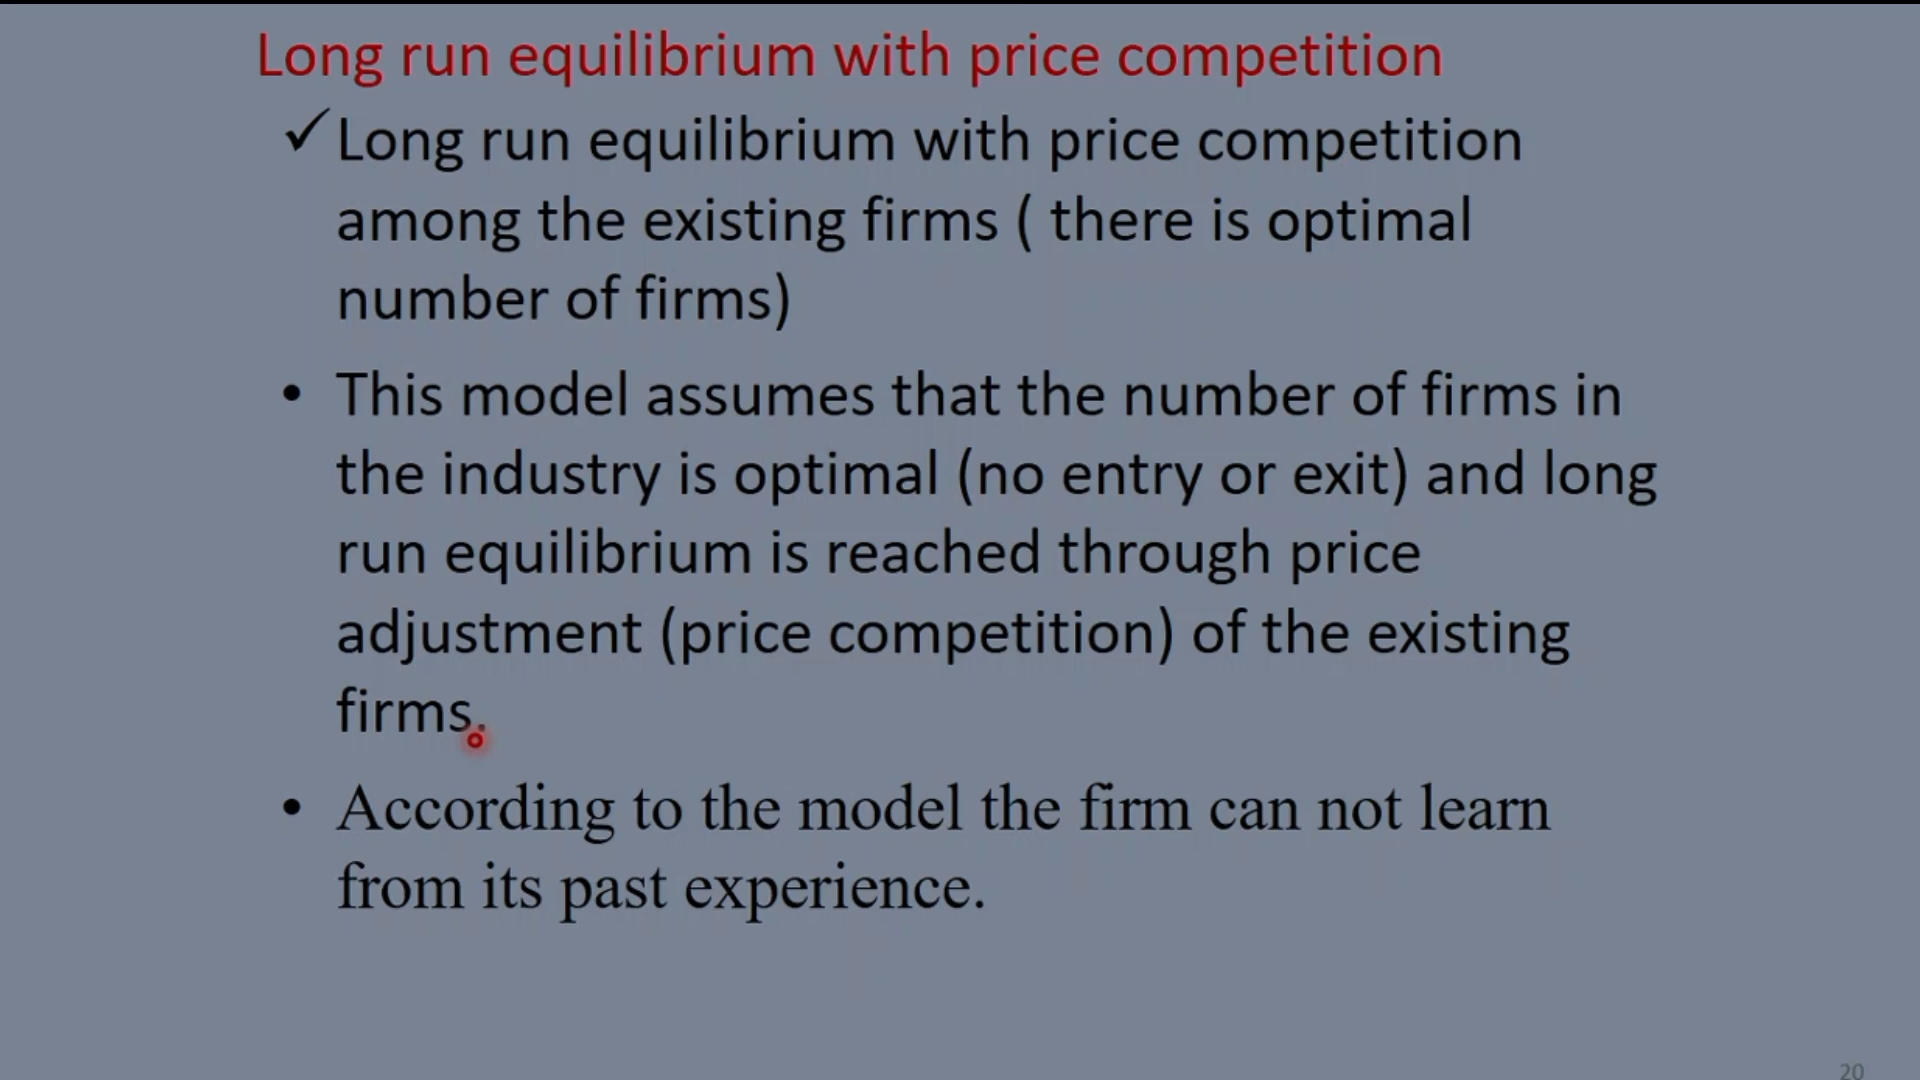 Long run equilibrium with price competition
✓Long run equilibrium with price competition
among the existing firms ( there is optimal
number of firms)
• This model assumes that the number of firms in
the industry is optimal (no entry or exit) and long
run equilibrium is reached through price
adjustment (price competition) of the existing
firms.
• According to the model the firm can not learn
from its past experience.
20